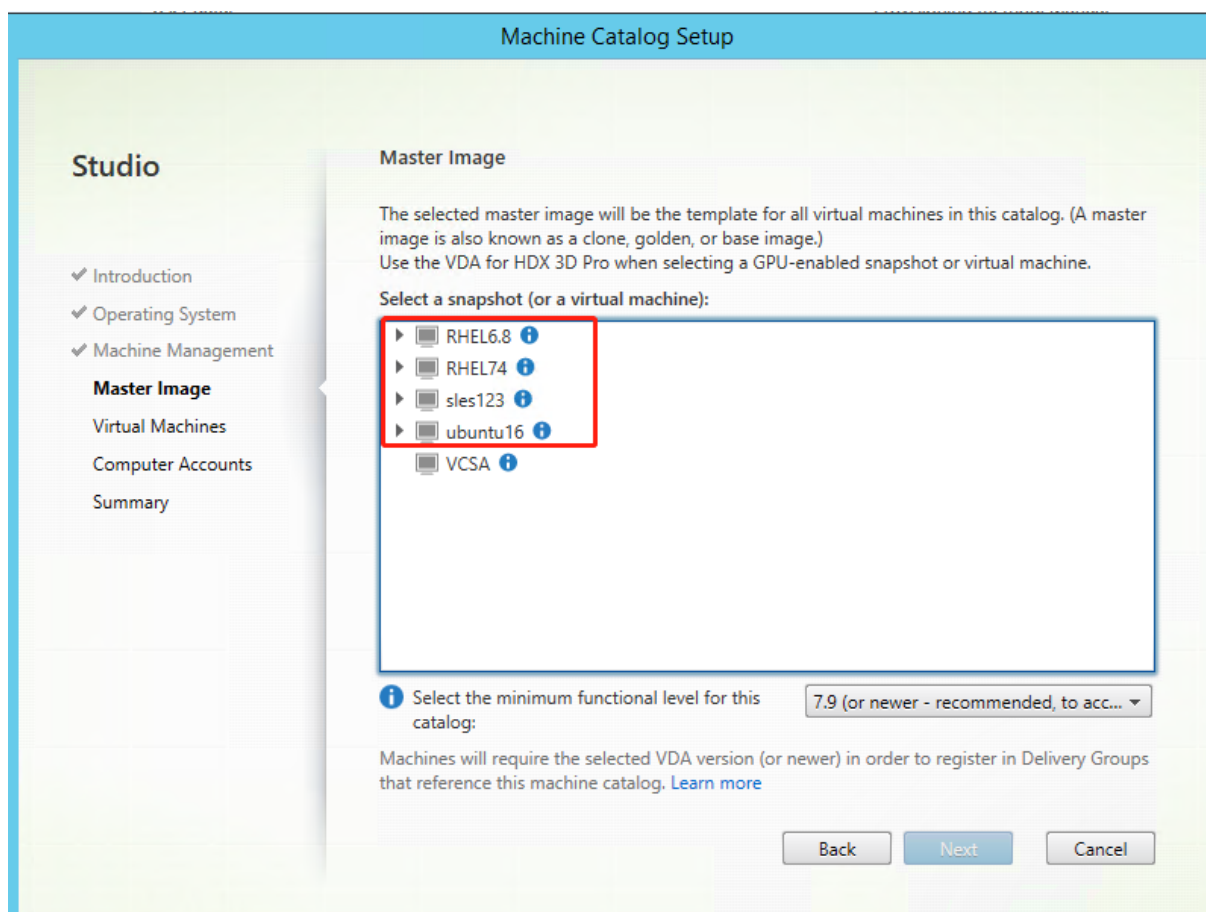 Machine Catalog Setup
Studio
Introduction
Operating System
Machine Management
Master Image
Virtual Machines
Computer Accounts
Summary
Master Image
The selected master image will be the template for all virtual machines in this catalog. (A master
image is also known as a clone, golden, or base image.)
Use the VDA for HDX 3D Pro when selecting a GPU-enabled snapshot or virtual machine.
Select a snapshot (or a virtual machine):
RHEL6.8
RHEL74
sles123
ubuntu16
VCSA
Select the minimum functional level for this
catalog:
7.9 (or newer - recommended, to acc...
Machines will require the selected VDA version (or newer) in order to register in Delivery Groups
that reference this machine catalog. Learn more
Back
Next
Cancel